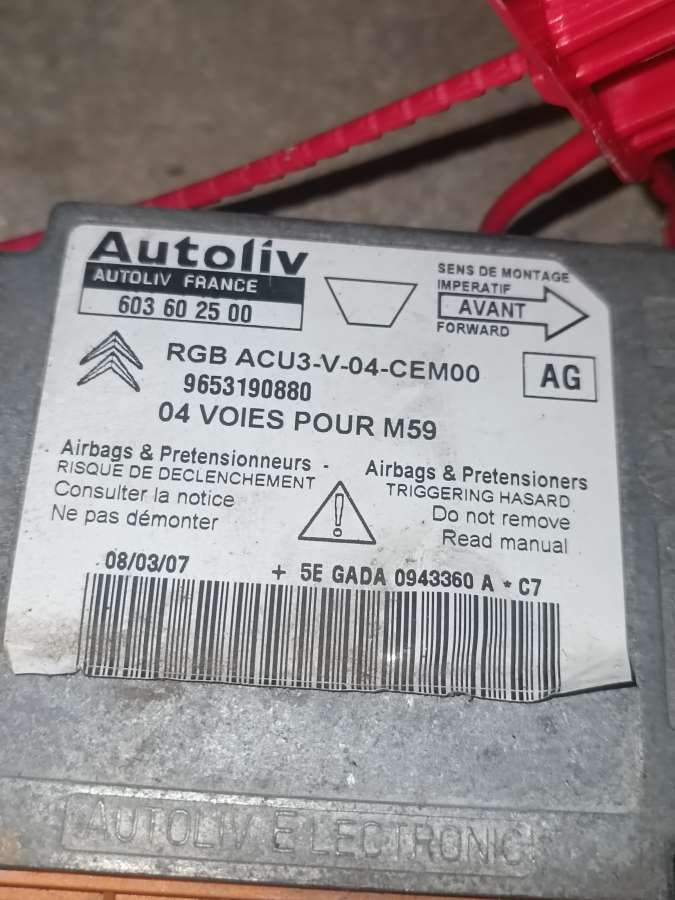 Autoliv
AUTOLIV FRANCE
603 60 25 00
SENS DE MONTAGE
IMPERATIF
AVANT
FORWARD
RGB ACU3-V-04-CEM00
AG
9653190880
04 VOIES POUR M59
Airbags & Pretensionneurs -
RISQUE DE DECLENCHEMENT
Consulter la notice
Ne pas démonter
Airbags & Pretensioners
TRIGGERING HASARD
Do not remove
Read manual
08/03/07
+ 5E GADA 0943360 A * C7
AUTOLIV ELECTRONIC